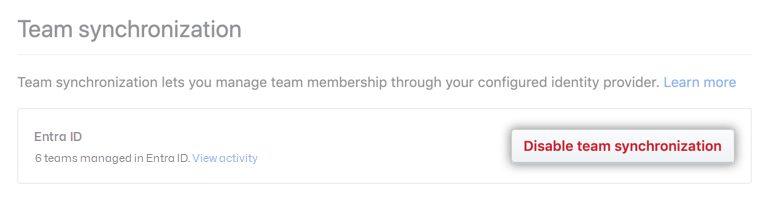 Team synchronization
Team synchronization lets you manage team membership through your configured identity provider. Learn more
Entra ID
6 teams managed in Entra ID. View activity
Disable team synchronization